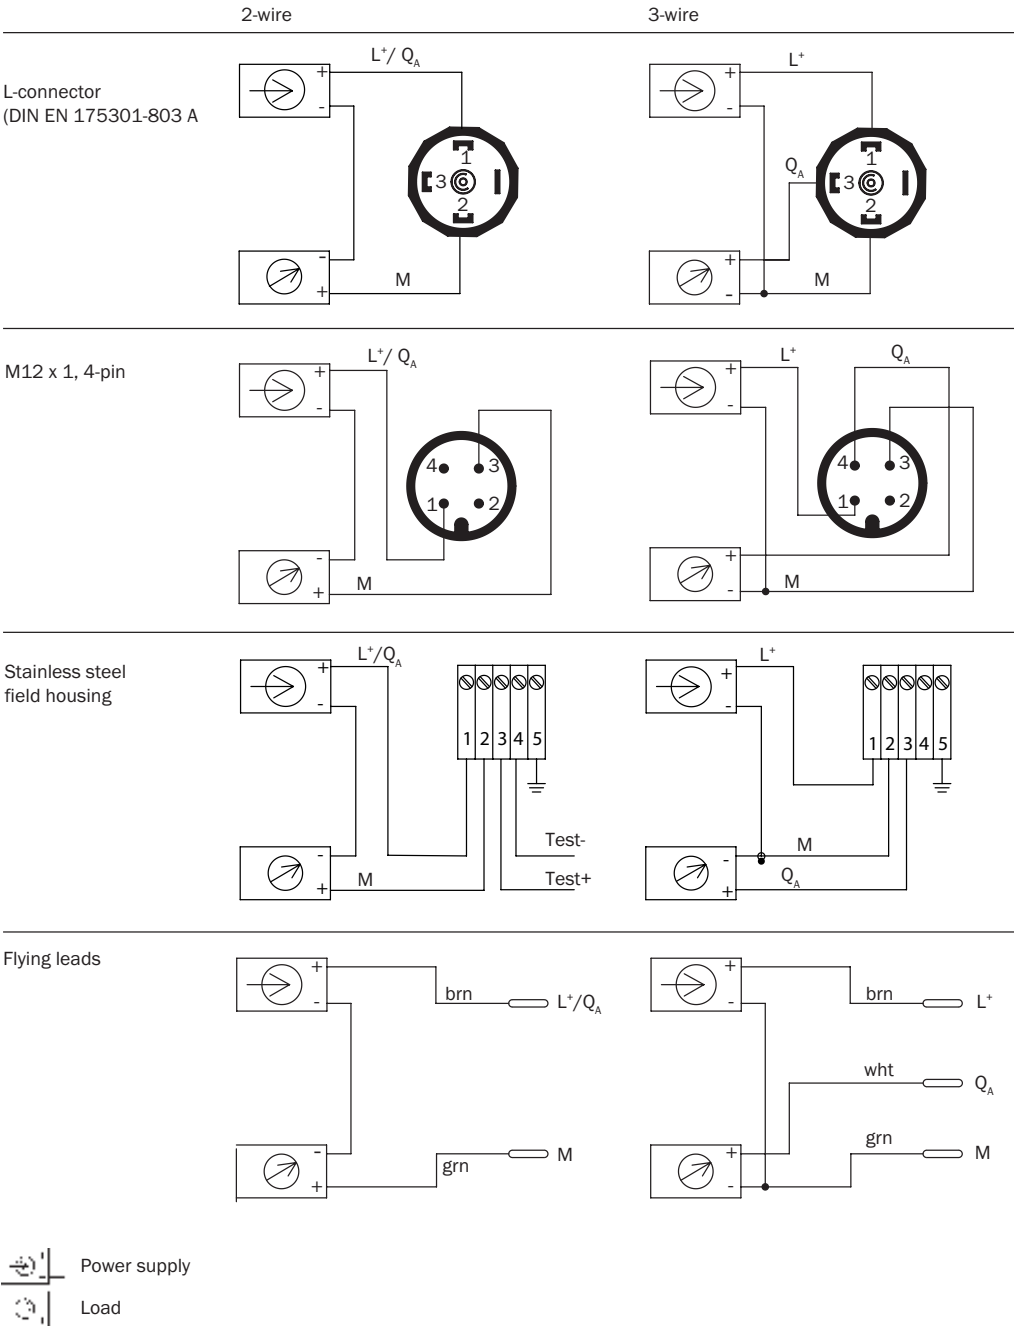 2-wire 3-wire
L-connector
(DIN EN 175301-803 A
+ L⁺/ Q_A
-
1
3
2
-
+ M
+ L⁺
-
Q_A
1
3
2
+
- M
M12 x 1, 4-pin
+ L⁺/ Q_A
-
4 3
1 2
-
+ M
+ L⁺ Q_A
-
4 3
1 2
+
- M
Stainless steel
field housing
+ L⁺/Q_A
-
1 2 3 4 5
Test-
-
+ M Test+
+ L⁺
-
1 2 3 4 5
- M
+ Q_A
Flying leads
+
- brn L⁺/Q_A
- M
+ grn
+
- brn L⁺
wht Q_A
+ grn M
-
Power supply
Load